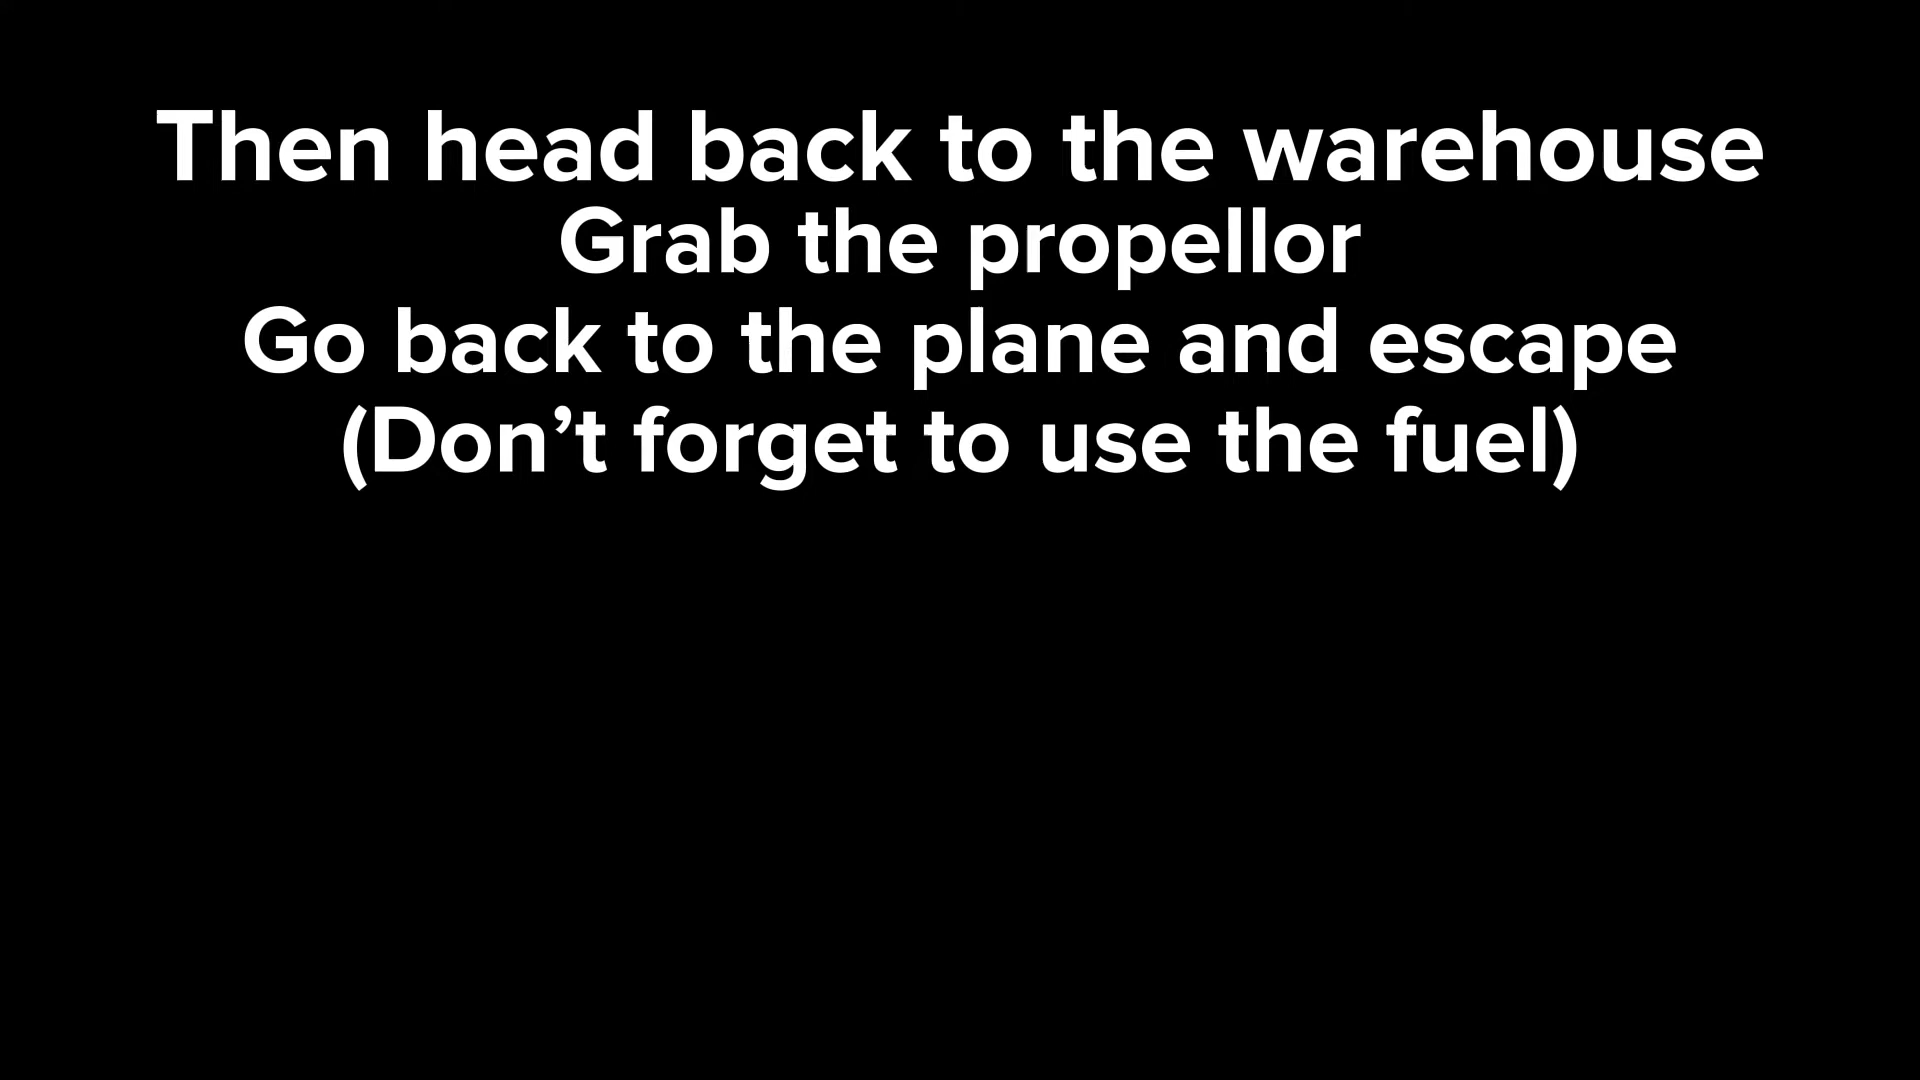 Then head back to the warehouse
Grab the propellor
Go back to the plane and escape
(Don’t forget to use the fuel)